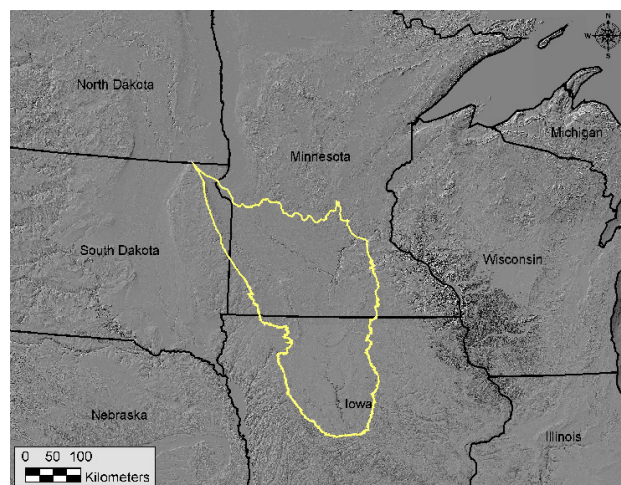 N
W E
S
North Dakota
Michigan
Minnesota
South Dakota
Wisconsin
Iowa
Nebraska
Illinois
0 50 100
Kilometers